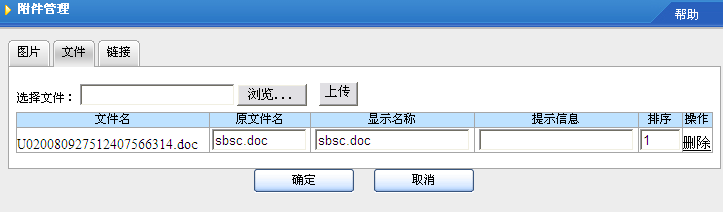 附件管理
帮助
图片 文件 链接
选择文件： 浏览... 上传
文件名 原文件名 显示名称 提示信息 排序 操作
U020080927512407566314.doc sbsc.doc sbsc.doc 1 删除
确定 取消